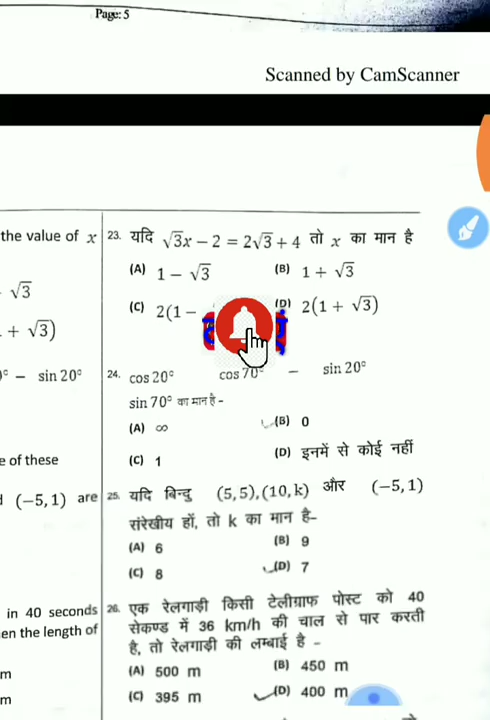 Page: 5
Scanned by CamScanner
the value of x
√3
+ √3)
0° − sin 20°
e of these
(−5, 1) are
in 40 seconds
en the length of
m
m
23. यदि √3x − 2 = 2√3 + 4 तो x का मान है
(A) 1 − √3 (B) 1 + √3
(C) 2(1 − (D) 2(1 + √3)
24. cos 20° cos 70° − sin 20°
sin 70° का मान है -
(A) ∞ (B) 0
(C) 1 (D) इनमें से कोई नहीं
25. यदि बिन्दु (5, 5), (10, k) और (−5, 1)
संरेखीय हों, तो k का मान है-
(A) 6 (B) 9
(C) 8 (D) 7
26. एक रेलगाड़ी किसी टेलीग्राफ पोस्ट को 40
सेकण्ड में 36 km/h की चाल से पार करती
है, तो रेलगाड़ी की लम्बाई है -
(A) 500 m (B) 450 m
(C) 395 m (D) 400 m